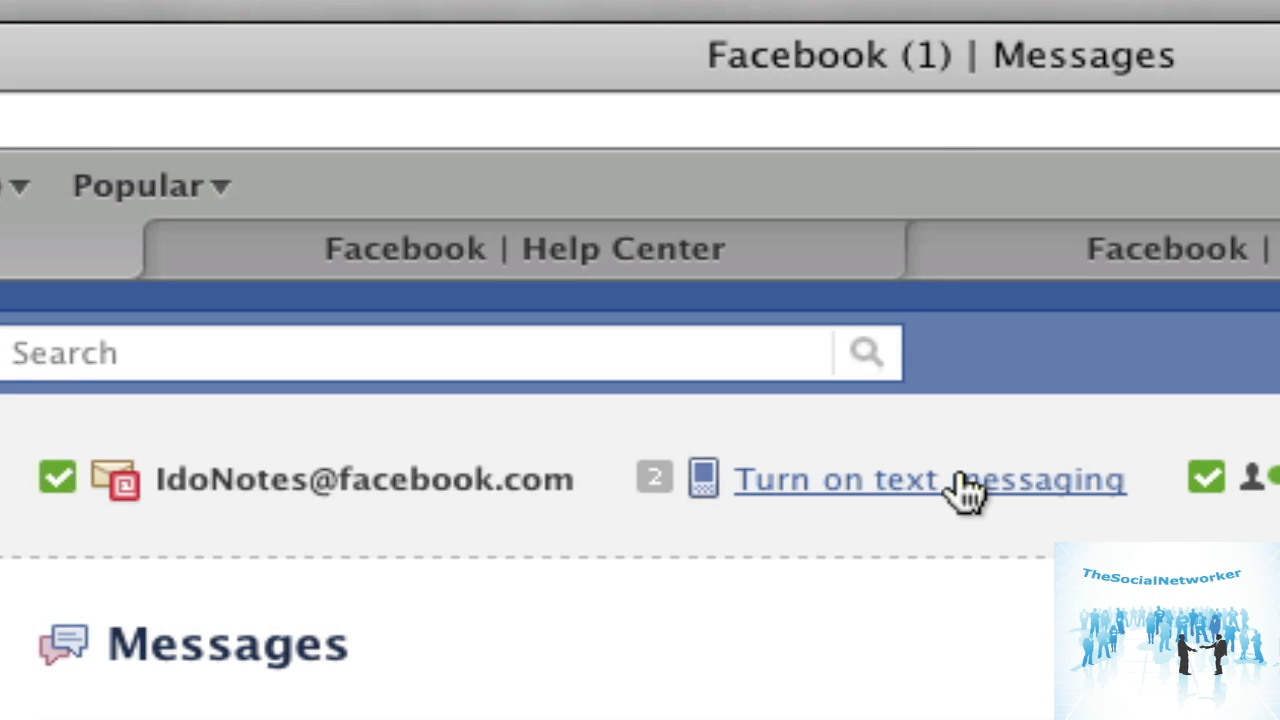 Facebook (1) | Messages
Popular
Facebook | Help Center
Facebook |
Search
IdoNotes@facebook.com
2
Turn on text messaging
TheSocialNetworker
Messages